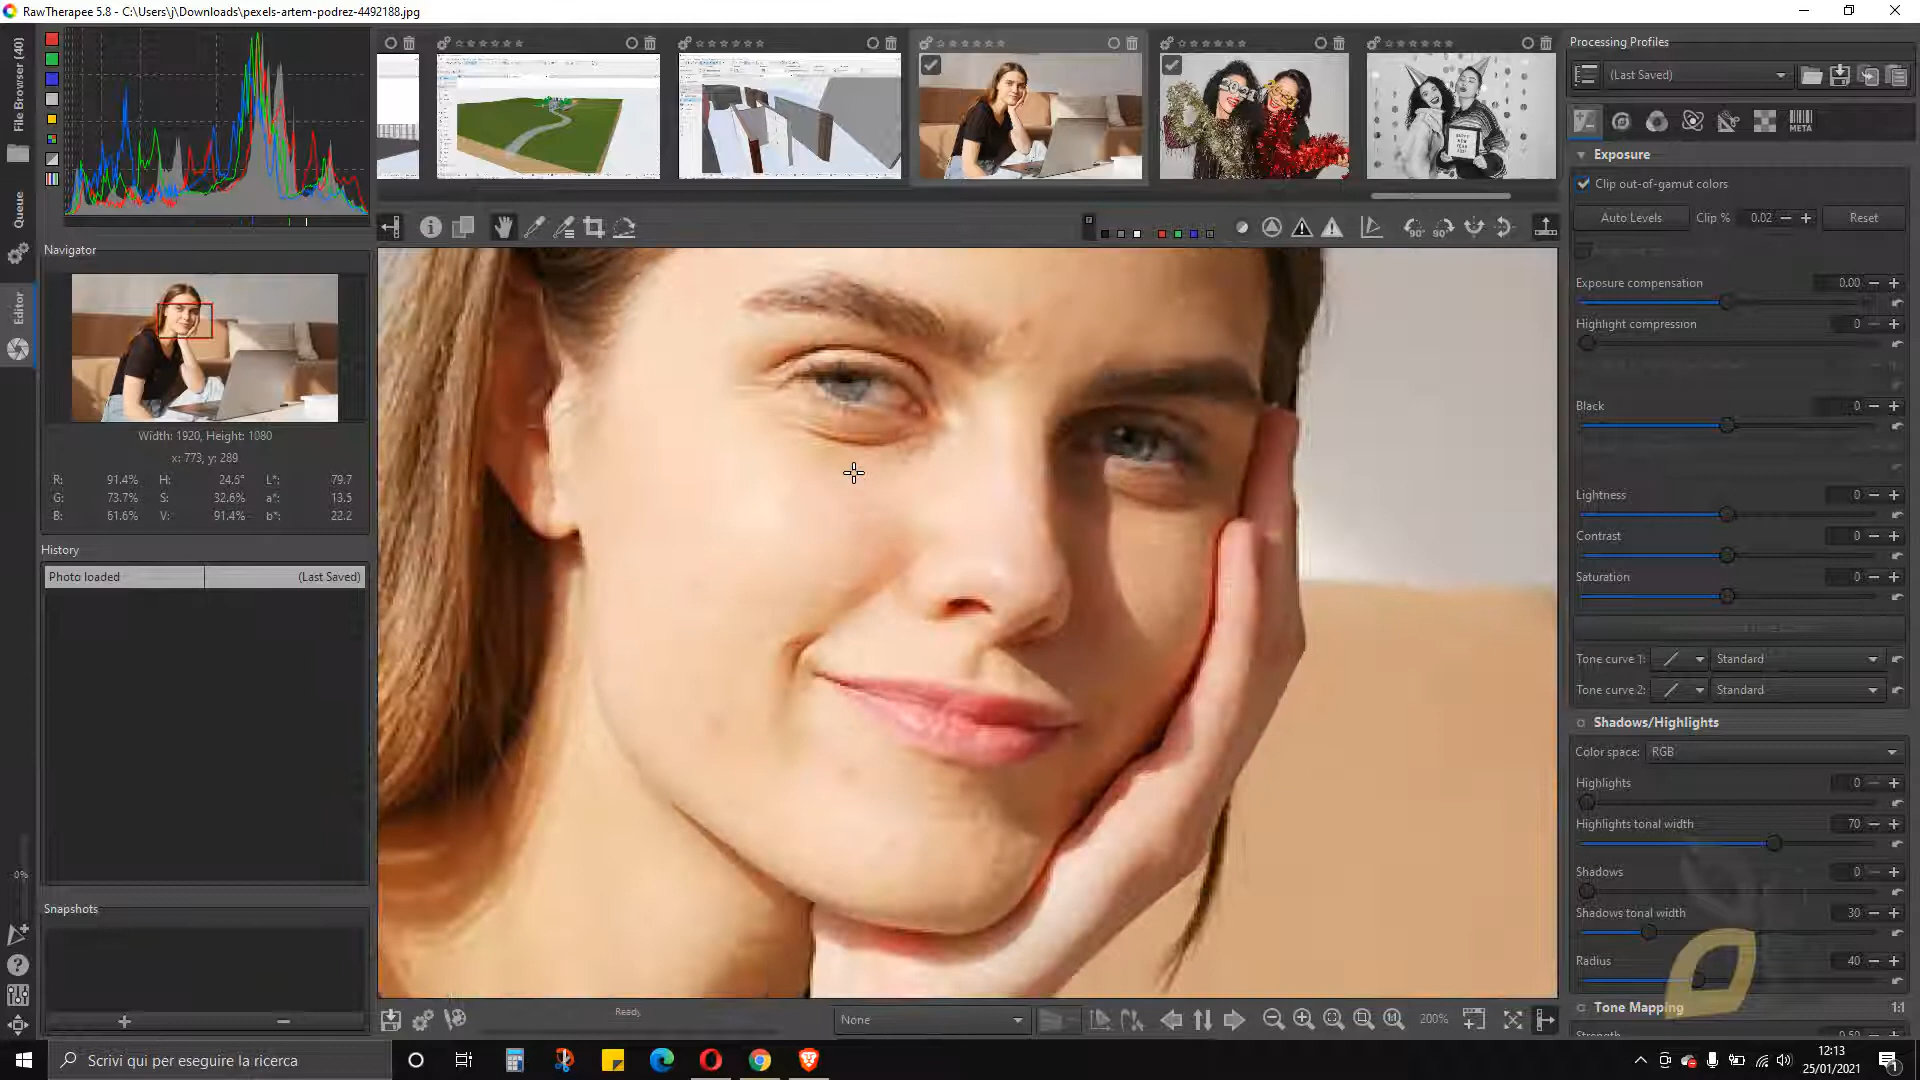 RawTherapee 5.8 - C:\Users\j\Downloads\pexels-artem-podrez-4492188.jpg
File Browser (40)
Queue
Editor
Navigator
Width: 1920, Height: 1080
x: 773, y: 289
R: 91.4% H: 24.6° L*: 79.7
G: 73.7% S: 32.6% a*: 13.5
B: 61.6% V: 91.4% b*: 22.2
History
Photo loaded (Last Saved)
0%
Snapshots
Ready
None
200%
Processing Profiles
(Last Saved)
META
Exposure
Clip out-of-gamut colors
Auto Levels Clip % 0.02 Reset
Exposure compensation 0.00
Highlight compression 0
Black 0
Lightness 0
Contrast 0
Saturation 0
Tone curve 1: Standard
Tone curve 2: Standard
Shadows/Highlights
Color space: RGB
Highlights 0
Highlights tonal width 70
Shadows 0
Shadows tonal width 30
Radius 40
Tone Mapping 1:1
Strength 0.50
Scrivi qui per eseguire la ricerca
12:13
25/01/2021
1